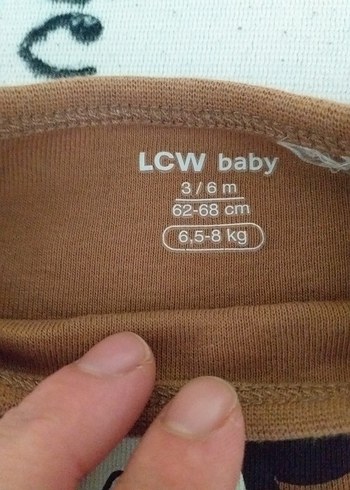 LCW baby
3 / 6 m
62-68 cm
6,5-8 kg